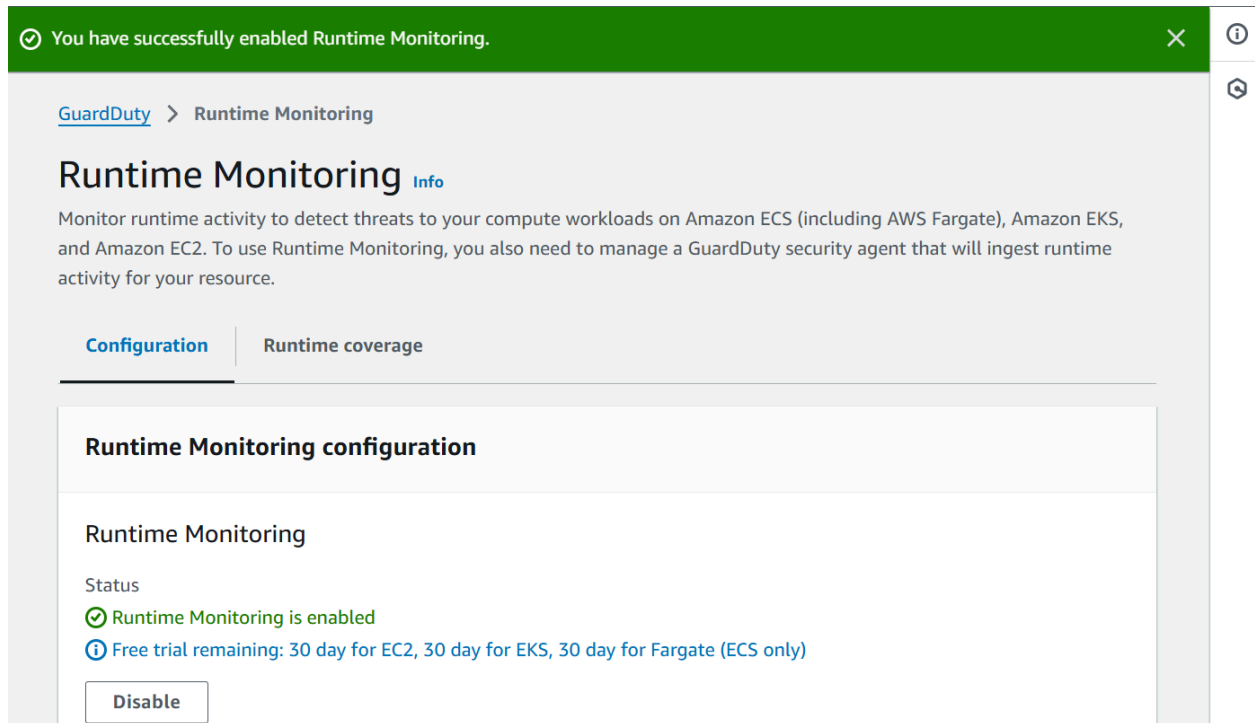 You have successfully enabled Runtime Monitoring.
GuardDuty > Runtime Monitoring
Runtime Monitoring Info
Monitor runtime activity to detect threats to your compute workloads on Amazon ECS (including AWS Fargate), Amazon EKS,
and Amazon EC2. To use Runtime Monitoring, you also need to manage a GuardDuty security agent that will ingest runtime
activity for your resource.
Configuration Runtime coverage
Runtime Monitoring configuration
Runtime Monitoring
Status
Runtime Monitoring is enabled
Free trial remaining: 30 day for EC2, 30 day for EKS, 30 day for Fargate (ECS only)
Disable